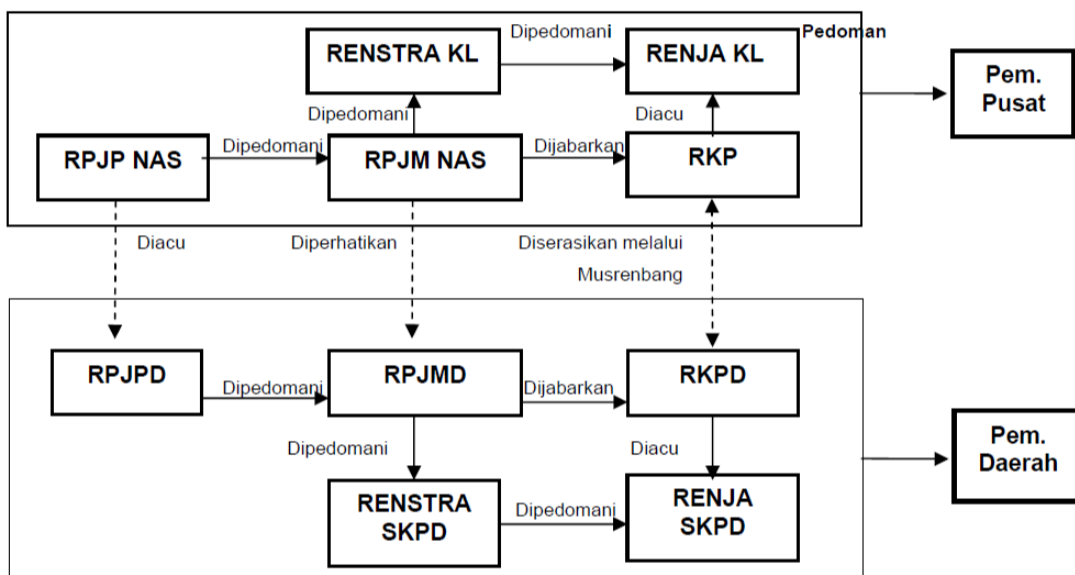 Dipedomani
Pedoman
RENSTRA KL
RENJA KL
Pem.
Pusat
Dipedomani
Diacu
RPJP NAS
Dipedomani
RPJM NAS
Dijabarkan
RKP
Diacu
Diperhatikan
Diserasikan melalui
Musrenbang
RPJPD
Dipedomani
RPJMD
Dijabarkan
RKPD
Dipedomani
Diacu
Pem.
Daerah
RENSTRA
SKPD
Dipedomani
RENJA
SKPD